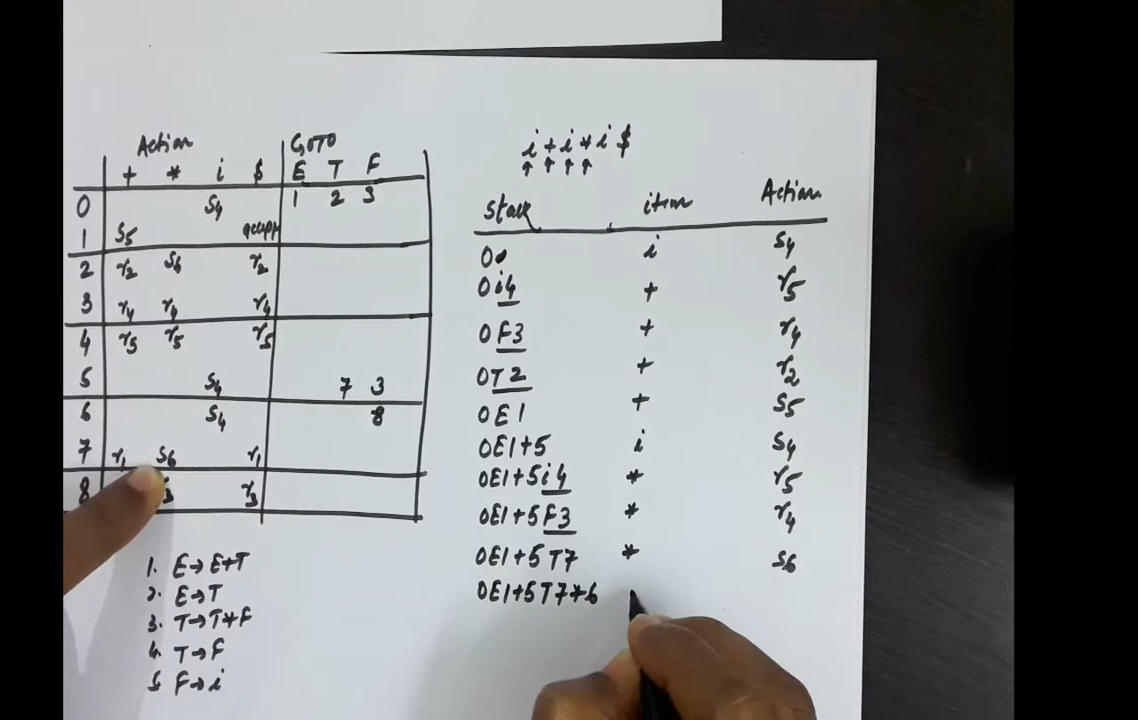 Action GOTO
+ * i $ E T F
0 S4 1 2 3
1 S5 accept
2 r2 S6 r2
3 r4 r4 r4
4 r5 r5 r5
5 S4 7 3
6 S4 8
7 r1 S6 r1
8 r3
1. E→E+T
2. E→T
3. T→T*F
4. T→F
5 F→i
i + i * i $
Stack item Action
0 i S4
0i4 + r5
0F3 + r4
0T2 + r2
0E1 + S5
0E1+5 i S4
0E1+5i4 * r5
0E1+5F3 * r4
0E1+5T7 * S6
0E1+5T7*6